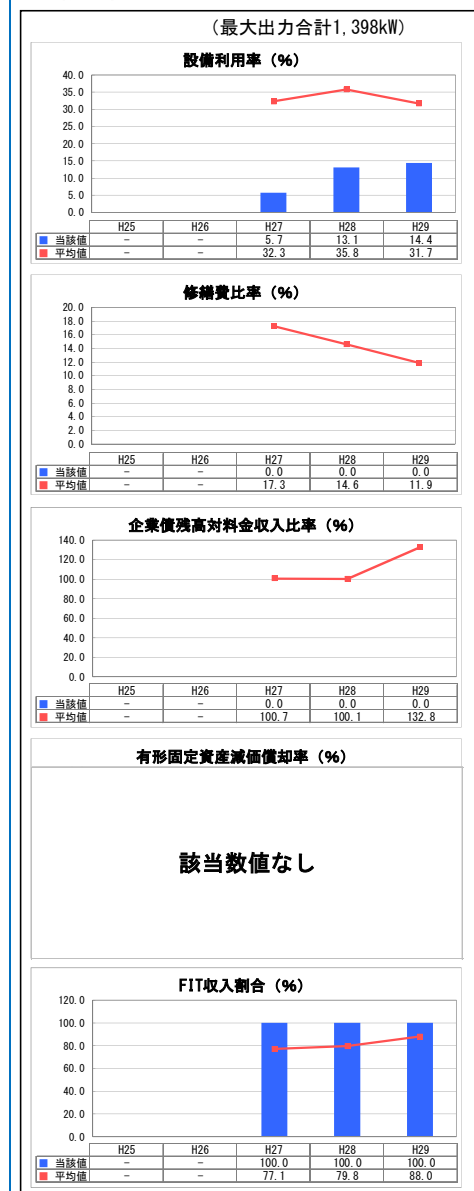 （最大出力合計1,398kW）
設備利用率（%）
40.0
35.0
30.0
25.0
20.0
15.0
10.0
5.0
0.0
H25 H26 H27 H28 H29
当該値 － － 5.7 13.1 14.4
平均値 － － 32.3 35.8 31.7
修繕費比率（%）
20.0
18.0
16.0
14.0
12.0
10.0
8.0
6.0
4.0
2.0
0.0
H25 H26 H27 H28 H29
当該値 － － 0.0 0.0 0.0
平均値 － － 17.3 14.6 11.9
企業債残高対料金収入比率（%）
140.0
120.0
100.0
80.0
60.0
40.0
20.0
0.0
H25 H26 H27 H28 H29
当該値 － － 0.0 0.0 0.0
平均値 － － 100.7 100.1 132.8
有形固定資産減価償却率（%）
該当数値なし
FIT収入割合（%）
120.0
100.0
80.0
60.0
40.0
20.0
0.0
H25 H26 H27 H28 H29
当該値 － － 100.0 100.0 100.0
平均値 － － 77.1 79.8 88.0